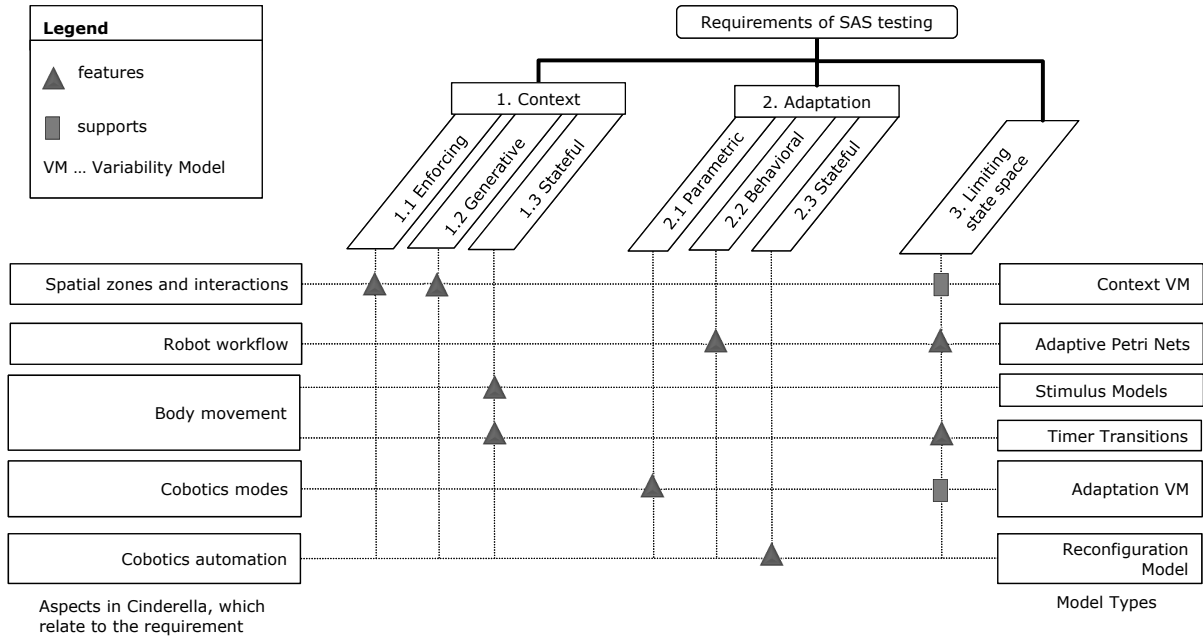 Requirements of SAS testing
Legend
features
supports
VM ... Variability Model
1. Context
2. Adaptation
1.1 Enforcing
1.2 Generative
1.3 Stateful
2.1 Parametric
2.2 Behavioral
2.3 Stateful
3. Limiting
state space
Spatial zones and interactions
Context VM
Robot workflow
Adaptive Petri Nets
Body movement
Stimulus Models
Timer Transitions
Cobotics modes
Adaptation VM
Cobotics automation
Reconfiguration
Model
Aspects in Cinderella, which
relate to the requirement
Model Types